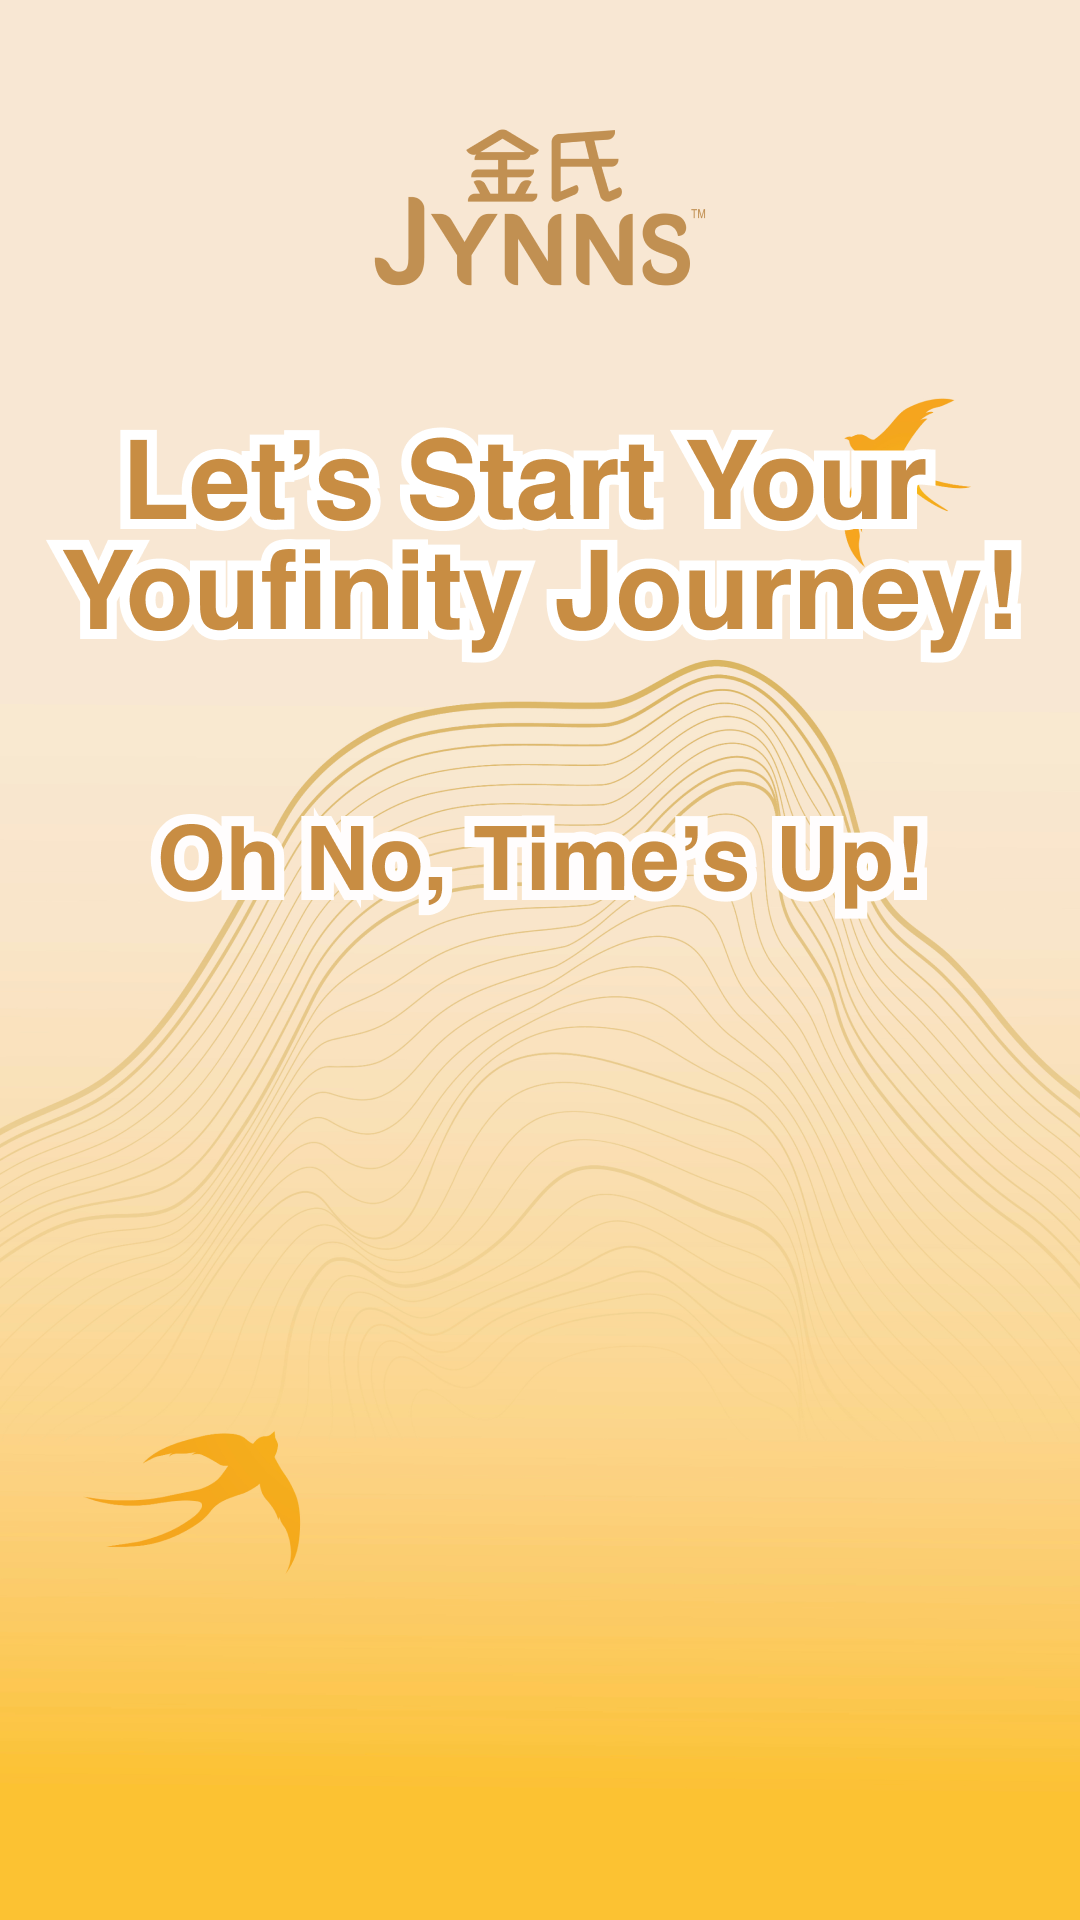 金氏
JYNNS™
Let’s Start Your
Youfinity Journey!
Oh No, Time’s Up!